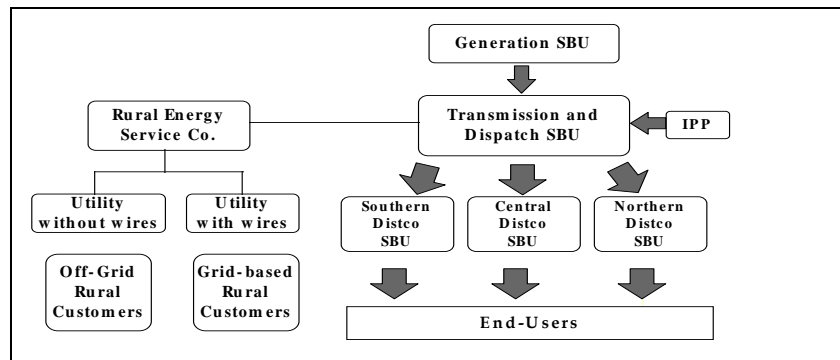 Generation SBU
Rural Energy
Service Co.
Transmission and
Dispatch SBU
IPP
Utility
without wires
Utility
with wires
Southern
Distco
SBU
Central
Distco
SBU
Northern
Distco
SBU
Off-Grid
Rural
Customers
Grid-based
Rural
Customers
End-Users